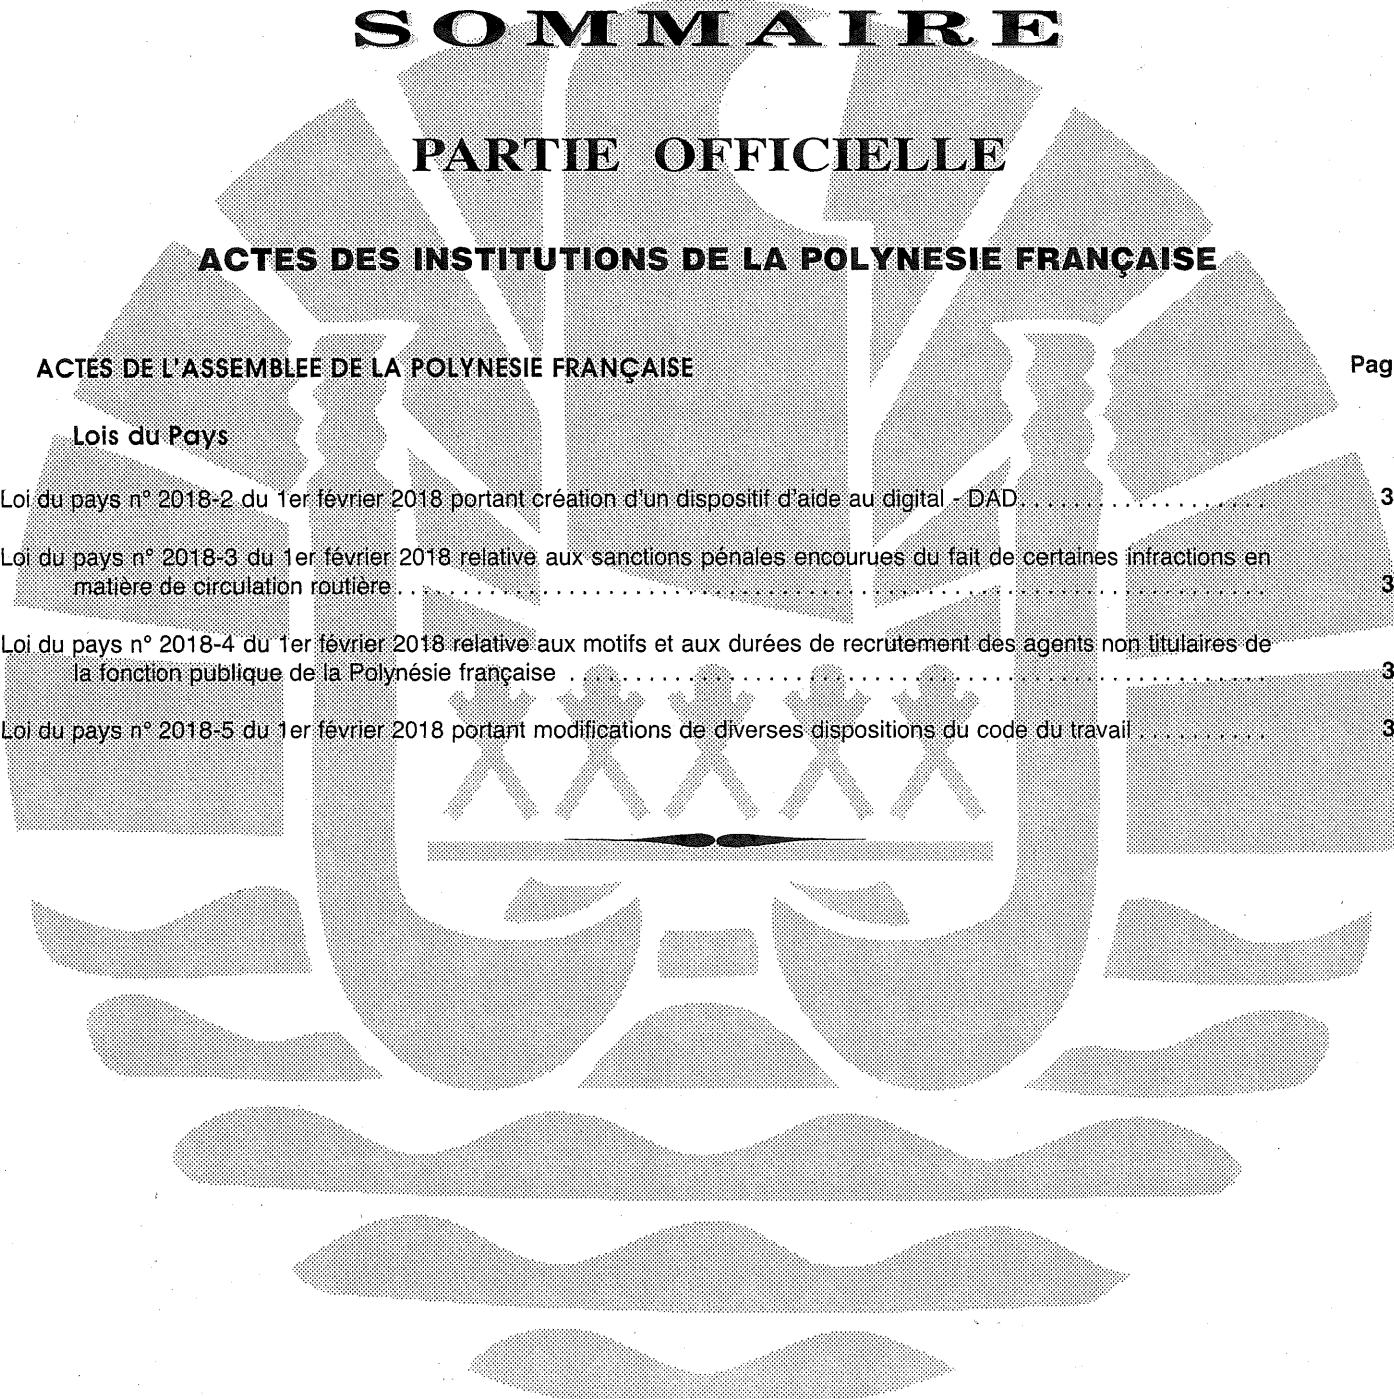 SOMMAIRE
PARTIE OFFICIELLE
ACTES DES INSTITUTIONS DE LA POLYNESIE FRANÇAISE
ACTES DE L'ASSEMBLEE DE LA POLYNESIE FRANÇAISE Pag
Lois du Pays
Loi du pays n° 2018-2 du 1er février 2018 portant création d'un dispositif d'aide au digital - DAD. . . . . . . . . . . . . . . . . . . 3
Loi du pays n° 2018-3 du 1er février 2018 relative aux sanctions pénales encourues du fait de certaines infractions en
matière de circulation routière . . . . . . . . . . . . . . . . . . . . . . . . . . . . . . . . . . . . . . . . . . . . . . . . . . . . . . . . . . . . . . . . . . 3
Loi du pays n° 2018-4 du 1er février 2018 relative aux motifs et aux durées de recrutement des agents non titulaires de
la fonction publique de la Polynésie française . . . . . . . . . . . . . . . . . . . . . . . . . . . . . . . . . . . . . . . . . . . . . . . . . . . . . 3
Loi du pays n° 2018-5 du 1er février 2018 portant modifications de diverses dispositions du code du travail . . . . . . . . . . 3